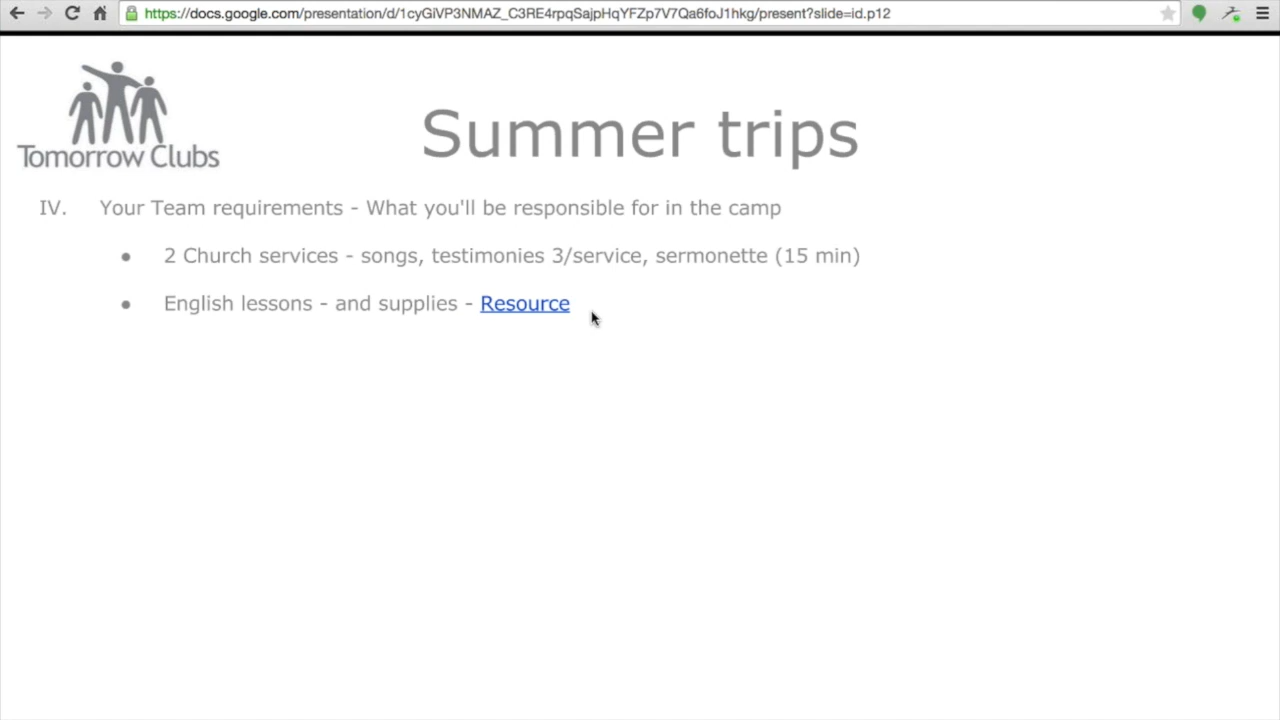 https://docs.google.com/presentation/d/1cyGiVP3NMAZ_C3RE4rpqSajpHqYFZp7V7Qa6foJ1hkg/present?slide=id.p12
Tomorrow Clubs
Summer trips
IV. Your Team requirements - What you'll be responsible for in the camp
● 2 Church services - songs, testimonies 3/service, sermonette (15 min)
● English lessons - and supplies - Resource